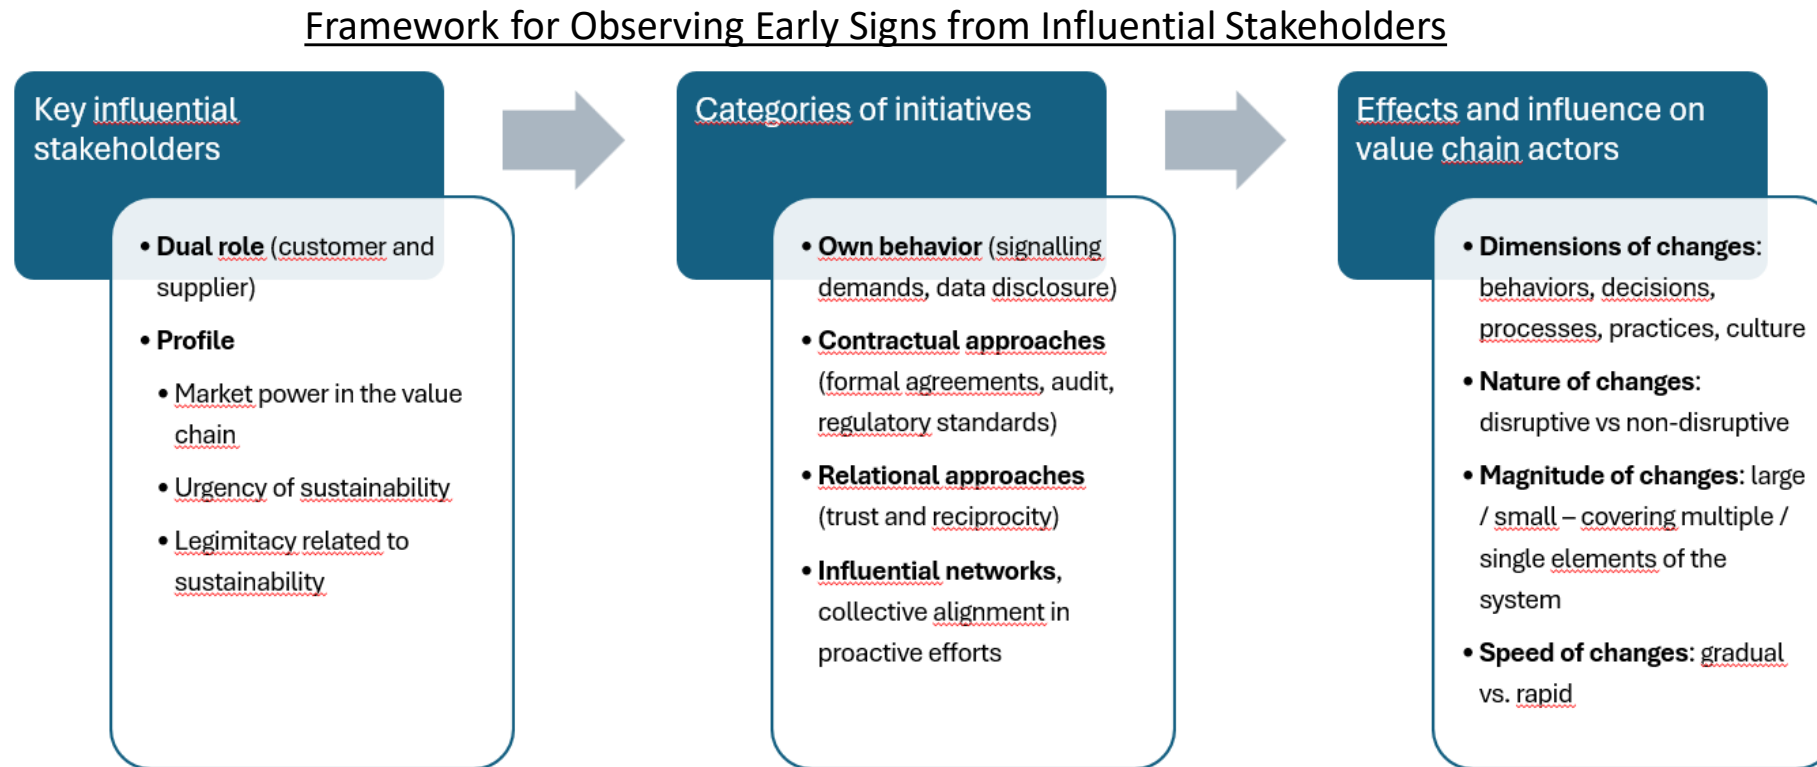 Framework for Observing Early Signs from Influential Stakeholders
Key influential
stakeholders
• Dual role (customer and
supplier)
• Profile
• Market power in the value
chain
• Urgency of sustainability
• Legimitacy related to
sustainability
Categories of initiatives
• Own behavior (signalling
demands, data disclosure)
• Contractual approaches
(formal agreements, audit,
regulatory standards)
• Relational approaches
(trust and reciprocity)
• Influential networks,
collective alignment in
proactive efforts
Effects and influence on
value chain actors
• Dimensions of changes:
behaviors, decisions,
processes, practices, culture
• Nature of changes:
disruptive vs non-disruptive
• Magnitude of changes: large
/ small – covering multiple /
single elements of the
system
• Speed of changes: gradual
vs. rapid